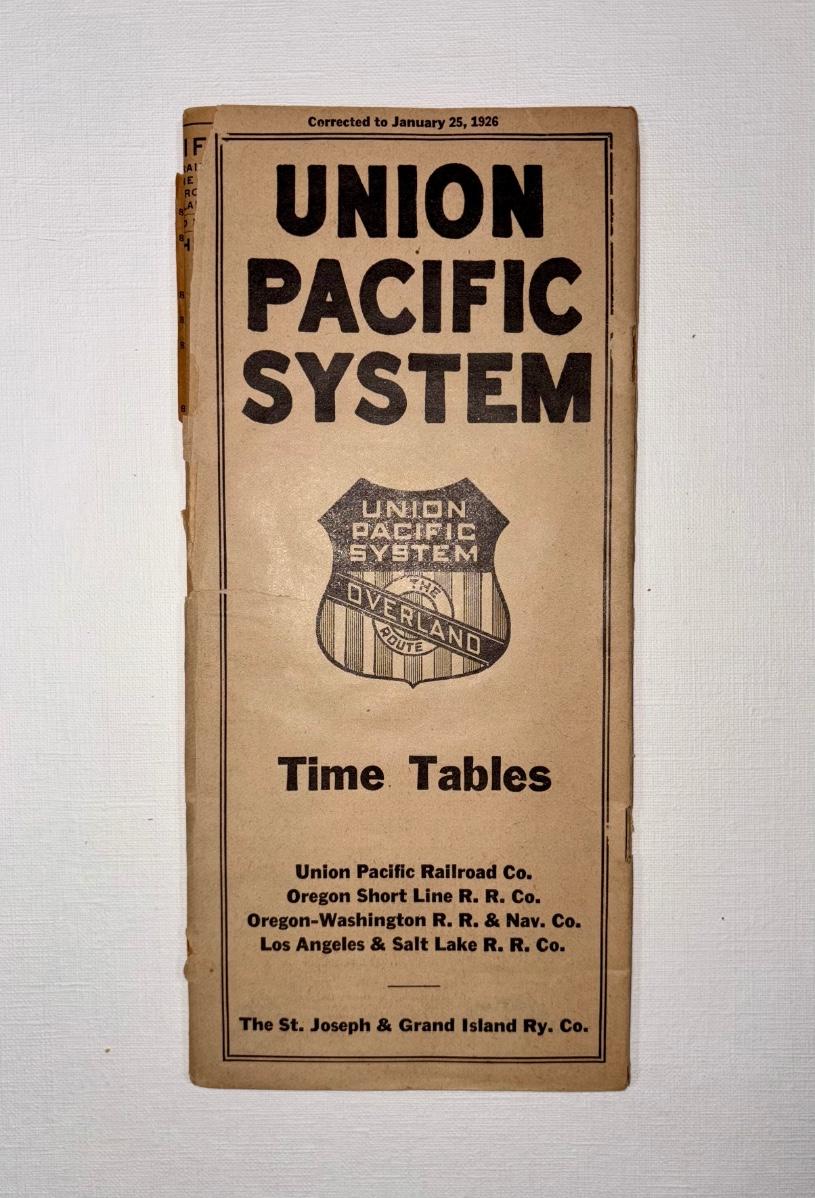 Corrected to January 25, 1926
UNION
PACIFIC
SYSTEM
UNION
PACIFIC
SYSTEM
THE
OVERLAND
ROUTE
Time Tables
Union Pacific Railroad Co.
Oregon Short Line R. R. Co.
Oregon-Washington R. R. & Nav. Co.
Los Angeles & Salt Lake R. R. Co.
The St. Joseph & Grand Island Ry. Co.